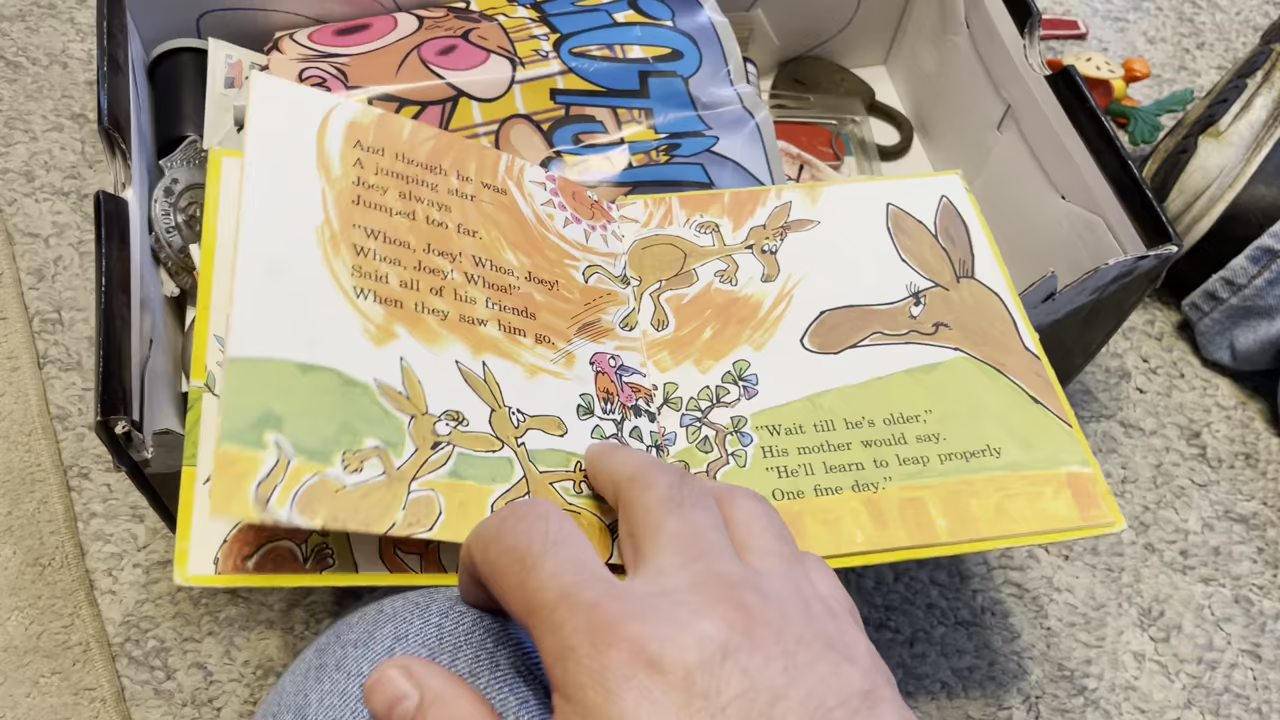 And though he was
A jumping star—
Joey always
Jumped too far.
"Whoa, Joey! Whoa, Joey!
Whoa, Joey! Whoa!"
Said all of his friends
When they saw him go.
"Wait till he's older,"
His mother would say.
"He'll learn to leap properly
One fine day."